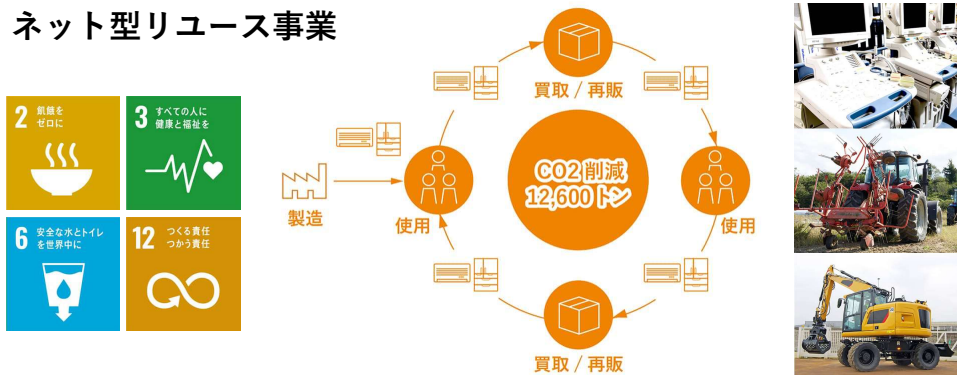 ネット型リユース事業
2 飢餓を
ゼロに
3 すべての人に
健康と福祉を
6 安全な水とトイレ
を世界中に
12 つくる責任
つかう責任
買取 / 再販
製造
使用
CO2 削減
12,600 トン
使用
買取 / 再販